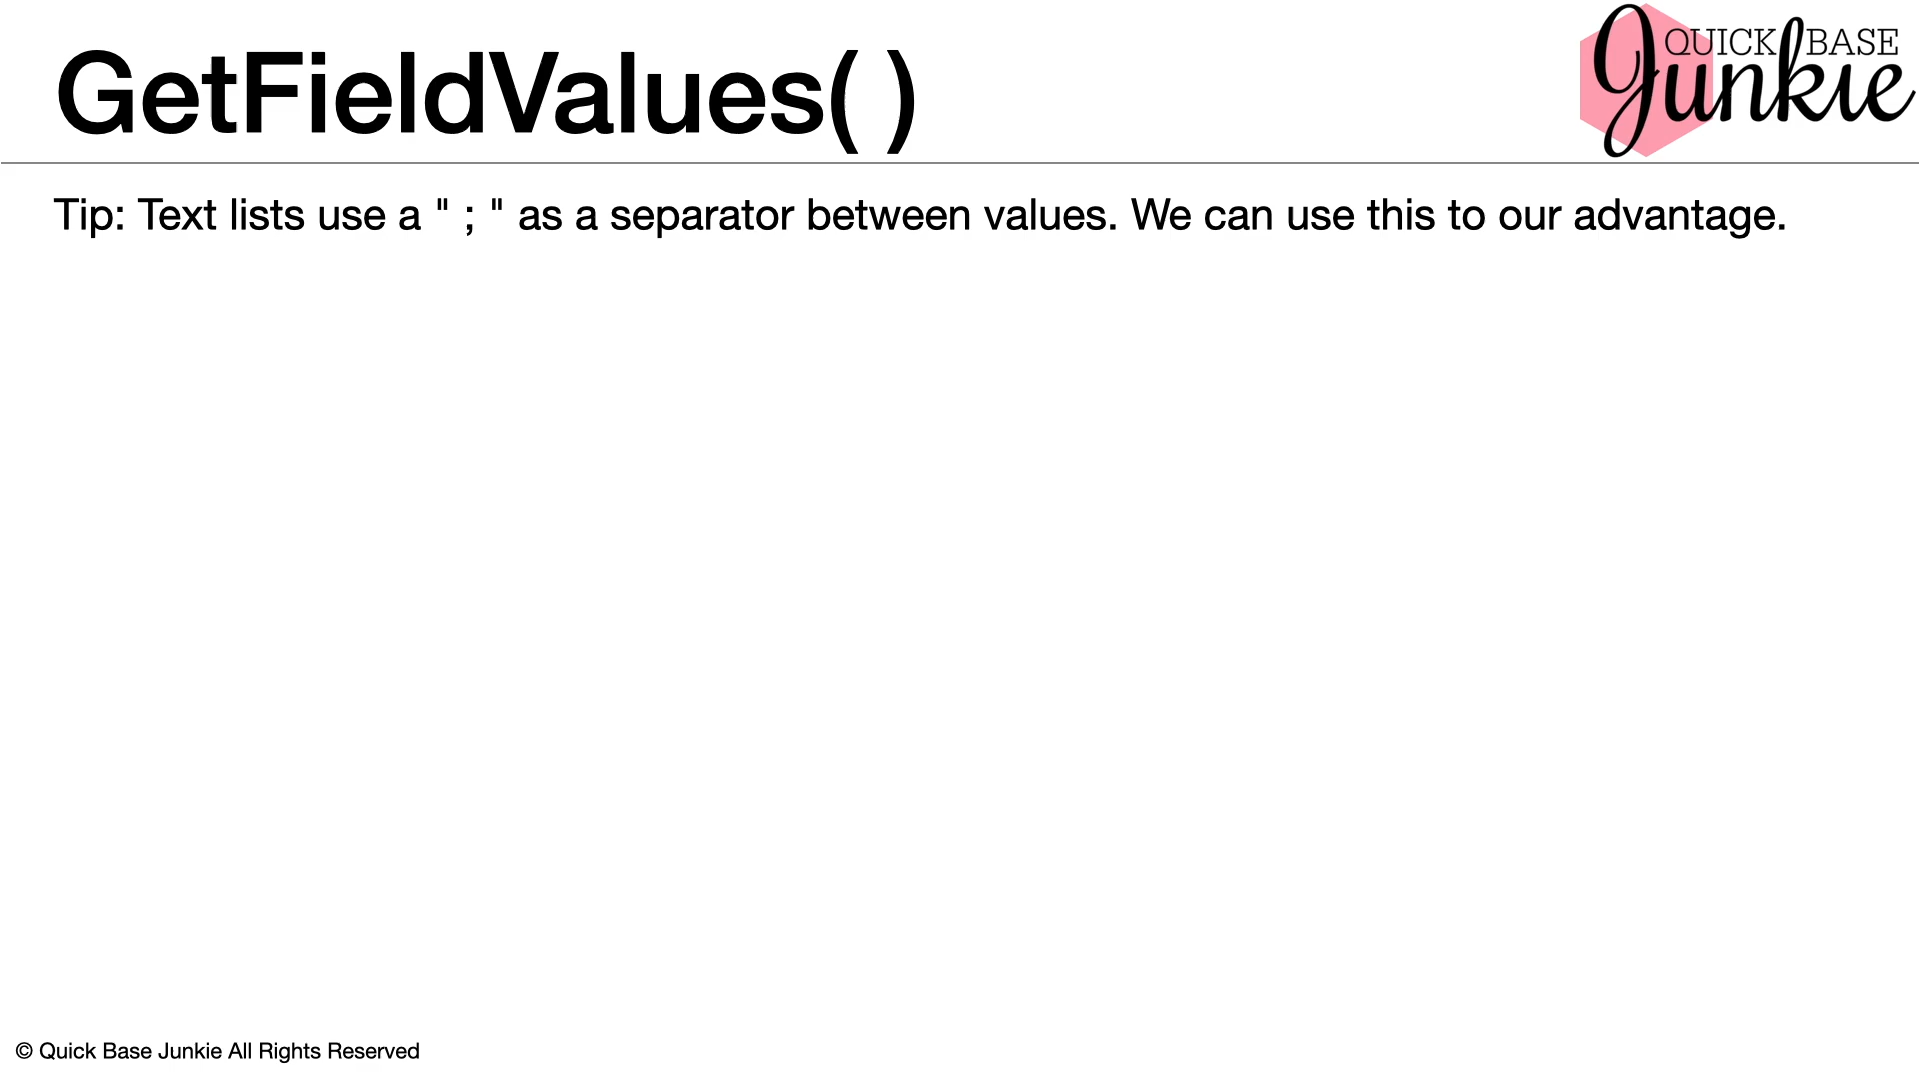 GetFieldValues( )
QUICK BASE
Junkie
Tip: Text lists use a " ; " as a separator between values. We can use this to our advantage.
© Quick Base Junkie All Rights Reserved